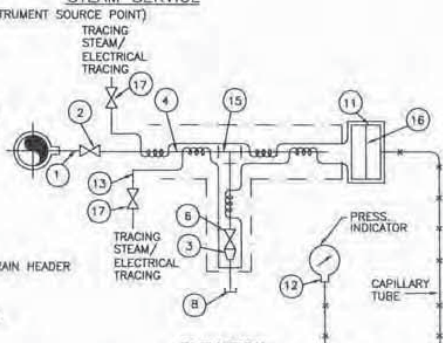 STEAM SERVICE
TRUMENT SOURCE POINT)
TRACING
STEAM/
ELECTRICAL
TRACING
17
2
4
15
11
16
1
13
17
6
3
TRACING
STEAM/
ELECTRICAL
TRACING
8
PRESS.
INDICATOR
12
AIN HEADER
CAPILLARY
TUBE